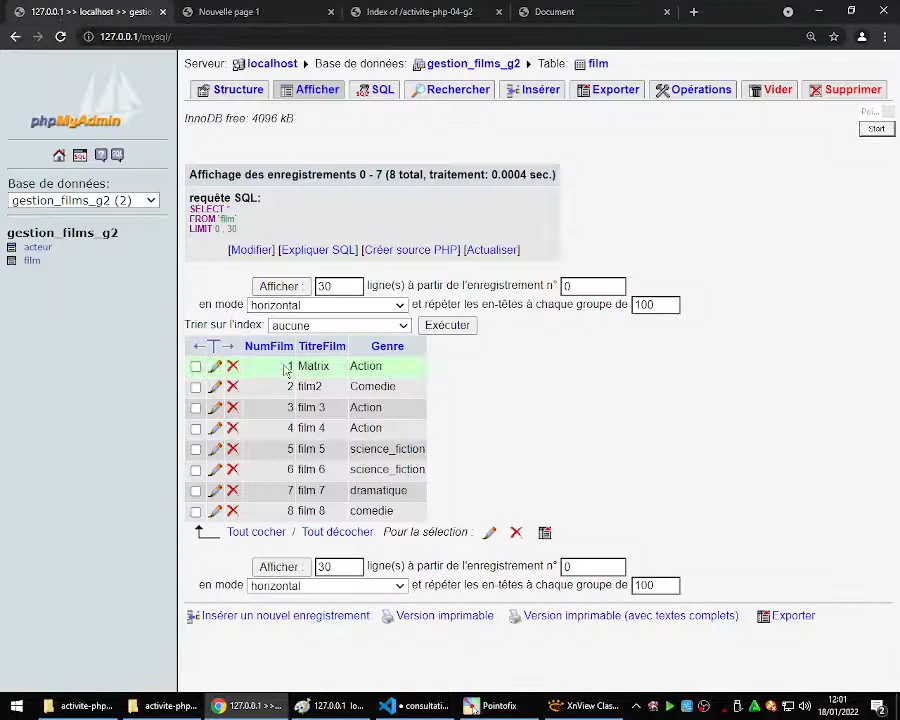 127.0.0.1 >> localhost >> gestio
Nouvelle page 1
Index of /activite-php-04-g2
Document
127.0.0.1/mysql/
phpMyAdmin
Serveur: localhost ▸ Base de données: gestion_films_g2 ▸ Table: film
Structure Afficher SQL Rechercher Insérer Exporter Opérations Vider Supprimer
InnoDB free: 4096 kB
Poi...
Start
Base de données:
gestion_films_g2 (2)
gestion_films_g2
acteur
film
Affichage des enregistrements 0 - 7 (8 total, traitement: 0.0004 sec.)
requête SQL:
SELECT *
FROM `film`
LIMIT 0 , 30
[Modifier] [Expliquer SQL] [Créer source PHP] [Actualiser]
Afficher : 30 ligne(s) à partir de l'enregistrement n° 0
en mode horizontal et répéter les en-têtes à chaque groupe de 100
Trier sur l'index: aucune Exécuter
NumFilm TitreFilm Genre
1 Matrix Action
2 film2 Comedie
3 film 3 Action
4 film 4 Action
5 film 5 science_fiction
6 film 6 science_fiction
7 film 7 dramatique
8 film 8 comedie
Tout cocher / Tout décocher Pour la sélection :
Afficher : 30 ligne(s) à partir de l'enregistrement n° 0
en mode horizontal et répéter les en-têtes à chaque groupe de 100
Insérer un nouvel enregistrement Version imprimable Version imprimable (avec textes complets) Exporter
activite-php-... activite-php-... 127.0.0.1 >>... 127.0.0.1 lo... • consultati... Pointofix XnView Class...
12:01
18/01/2022
2